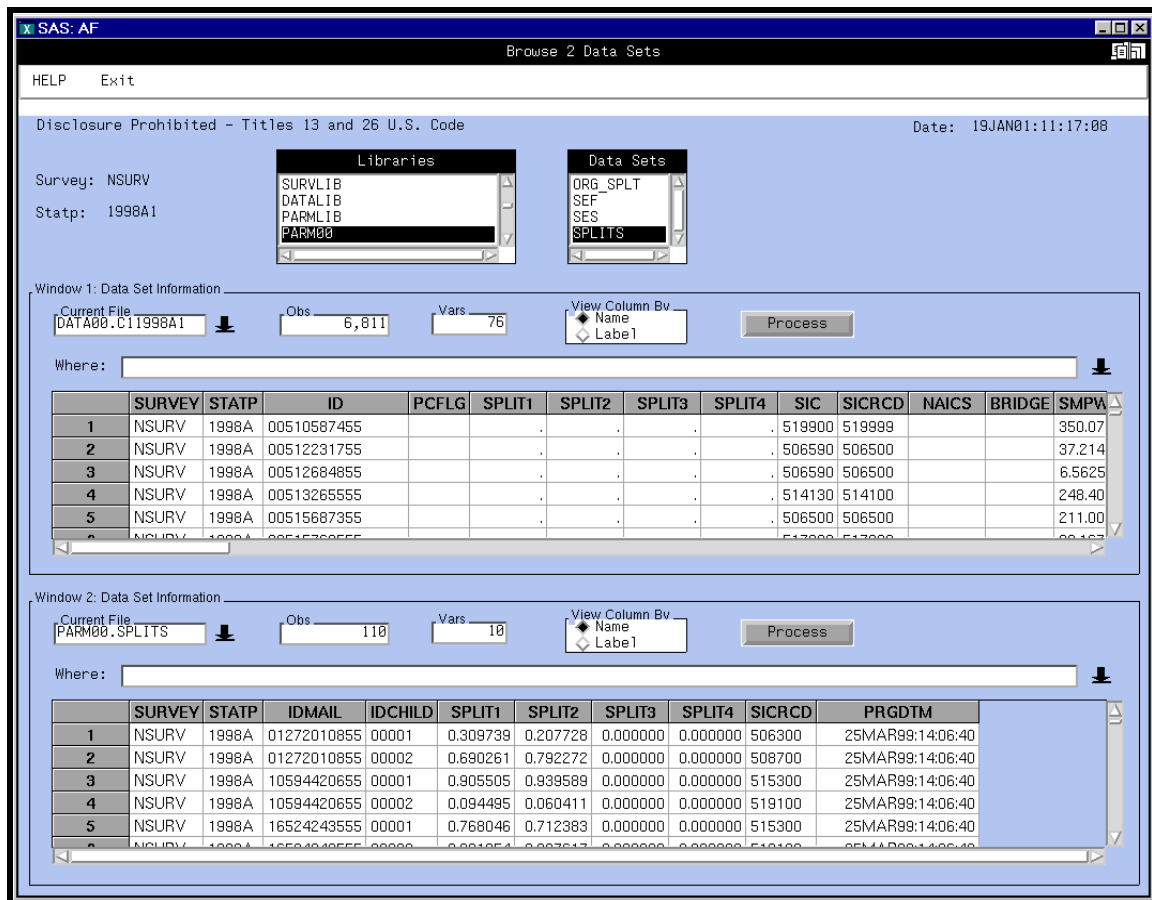 SAS: AF
Browse 2 Data Sets
HELP Exit
Disclosure Prohibited - Titles 13 and 26 U.S. Code Date: 19JAN01:11:17:08
Survey: NSURV
Statp: 1998A1
Libraries
SURVLIB
DATALIB
PARMLIB
PARM00
Data Sets
ORG_SPLT
SEF
SES
SPLITS
Window 1: Data Set Information
Current File Obs Vars View Column By
DATA00.C11998A1 6,811 76 Name
Label
Process
Where:
SURVEY STATP ID PCFLG SPLIT1 SPLIT2 SPLIT3 SPLIT4 SIC SICRCD NAICS BRIDGE SMPW
1 NSURV 1998A 00510587455 . . . . 519900 519999 350.07
2 NSURV 1998A 00512231755 . . . . 506590 506500 37.214
3 NSURV 1998A 00512684855 . . . . 506590 506500 6.5625
4 NSURV 1998A 00513265555 . . . . 514130 514100 248.40
5 NSURV 1998A 00515687355 . . . . 506500 506500 211.00
Window 2: Data Set Information
Current File Obs Vars View Column By
PARM00.SPLITS 110 10 Name
Label
Process
Where:
SURVEY STATP IDMAIL IDCHILD SPLIT1 SPLIT2 SPLIT3 SPLIT4 SICRCD PRGDTM
1 NSURV 1998A 01272010855 00001 0.309739 0.207728 0.000000 0.000000 506300 25MAR99:14:06:40
2 NSURV 1998A 01272010855 00002 0.690261 0.792272 0.000000 0.000000 508700 25MAR99:14:06:40
3 NSURV 1998A 10594420655 00001 0.905505 0.939589 0.000000 0.000000 515300 25MAR99:14:06:40
4 NSURV 1998A 10594420655 00002 0.094495 0.060411 0.000000 0.000000 519100 25MAR99:14:06:40
5 NSURV 1998A 16524243555 00001 0.768046 0.712383 0.000000 0.000000 515300 25MAR99:14:06:40